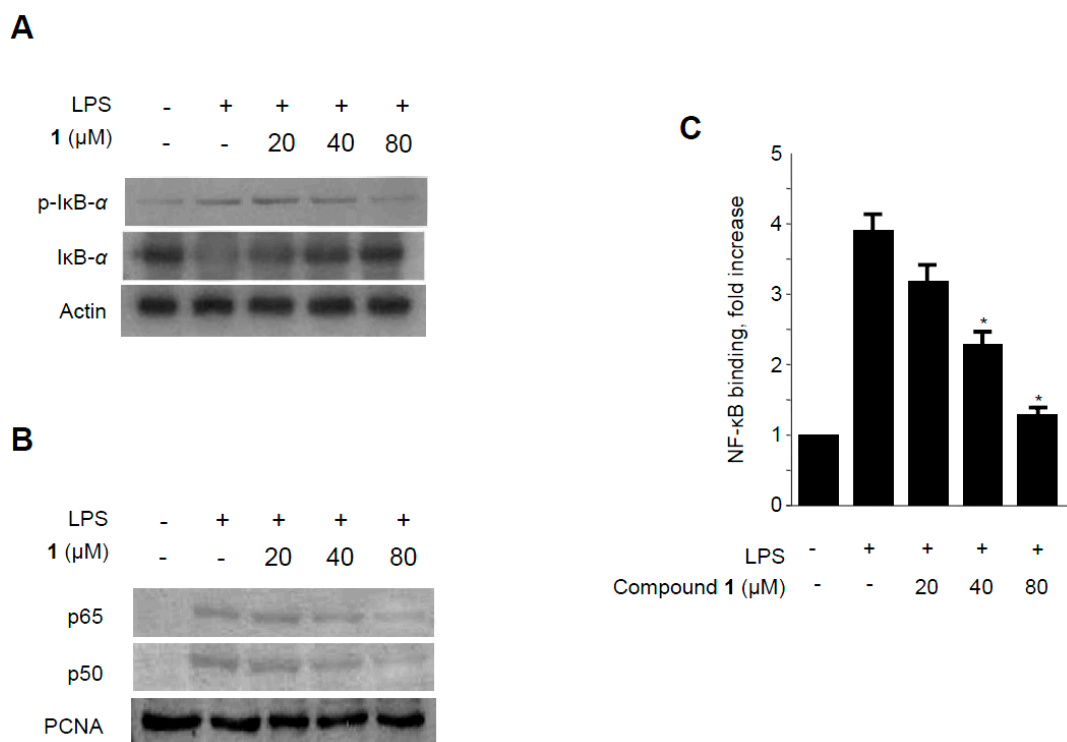 A
LPS - + + + +
1 (μM) - - 20 40 80
p-IκB-α
IκB-α
Actin
B
LPS - + + + +
1 (μM) - - 20 40 80
p65
p50
PCNA
C
NF-κB binding, fold increase
5
4
3
2
1
0
*
*
LPS - + + + +
Compound 1 (μM) - - 20 40 80